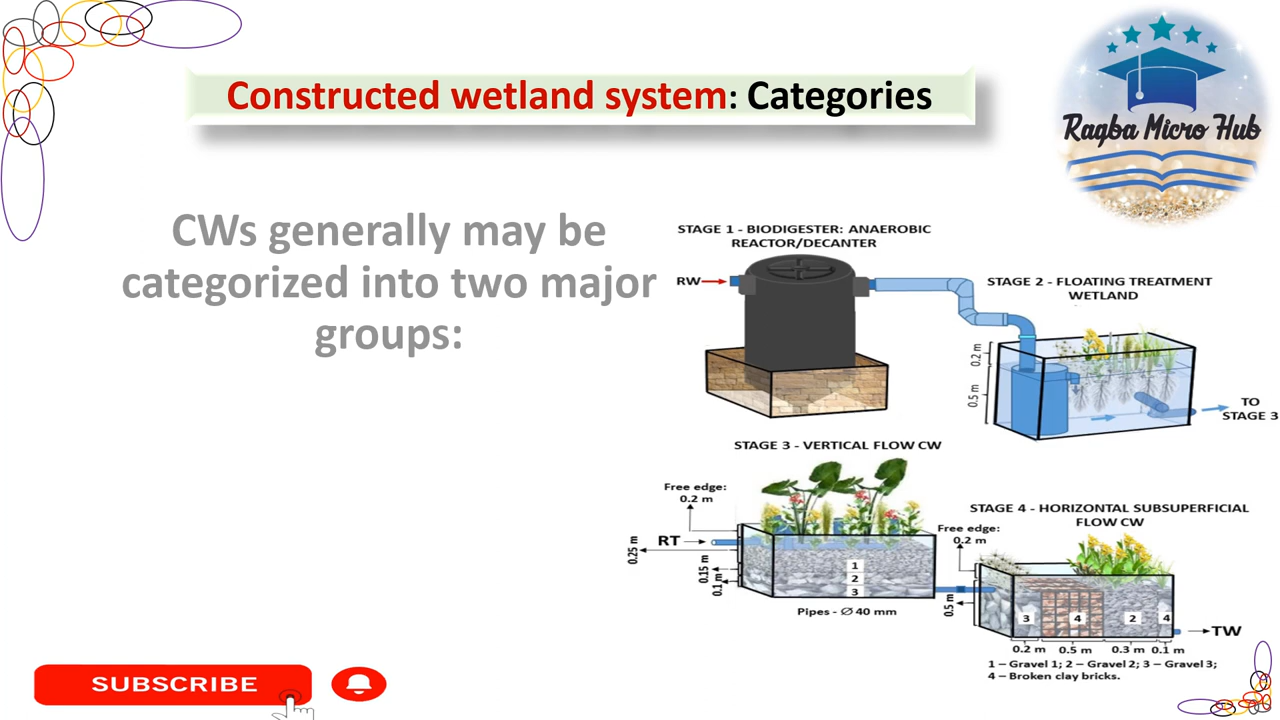 Constructed wetland system: Categories
Ragba Micro Hub
CWs generally may be
categorized into two major
groups:
STAGE 1 - BIODIGESTER: ANAEROBIC
REACTOR/DECANTER
RW
STAGE 2 - FLOATING TREATMENT
WETLAND
0.2 m
0.5 m
TO
STAGE 3
STAGE 3 - VERTICAL FLOW CW
Free edge:
0.2 m
RT
0.25 m
0.15 m
0.1 m
1
2
3
Pipes - Ø 40 mm
STAGE 4 - HORIZONTAL SUBSUPERFICIAL
FLOW CW
Free edge:
0.2 m
0.5 m
3 4 2 4
TW
0.2 m 0.5 m 0.3 m 0.1 m
1 – Gravel 1; 2 – Gravel 2; 3 – Gravel 3;
4 – Broken clay bricks.
SUBSCRIBE